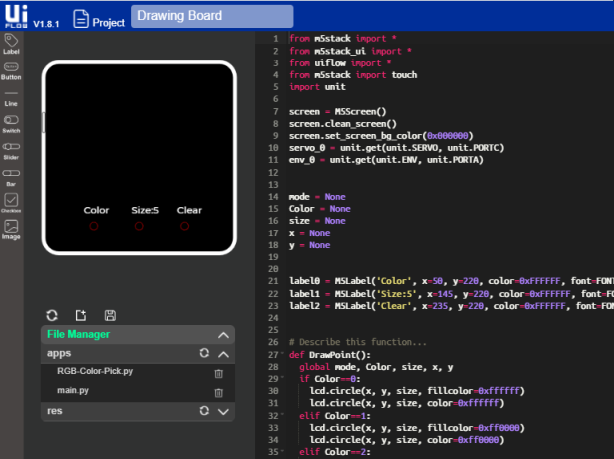 Ui
FLOW
V1.8.1
Project
Drawing Board
Label
Button
Line
Switch
Slider
Bar
Checkbox
Image
Color
Size:5
Clear
File Manager
apps
RGB-Color-Pick.py
main.py
res
1 from m5stack import *
2 from m5stack_ui import *
3 from uiflow import *
4 from m5stack import touch
5 import unit
6
7 screen = M5Screen()
8 screen.clean_screen()
9 screen.set_screen_bg_color(0x000000)
10 servo_0 = unit.get(unit.SERVO, unit.PORTC)
11 env_0 = unit.get(unit.ENV, unit.PORTA)
12
13
14 mode = None
15 Color = None
16 size = None
17 x = None
18 y = None
19
20
21 label0 = M5Label('Color', x=50, y=220, color=0xFFFFFF, font=FONT
22 label1 = M5Label('Size:5', x=145, y=220, color=0xFFFFFF, font=FO
23 label2 = M5Label('Clear', x=235, y=220, color=0xFFFFFF, font=FON
24
25
26 # Describe this function...
27 def DrawPoint():
28 global mode, Color, size, x, y
29 if Color==0:
30 lcd.circle(x, y, size, fillcolor=0xffffff)
31 lcd.circle(x, y, size, color=0xffffff)
32 elif Color==1:
33 lcd.circle(x, y, size, fillcolor=0xff0000)
34 lcd.circle(x, y, size, color=0xff0000)
35 elif Color==2: